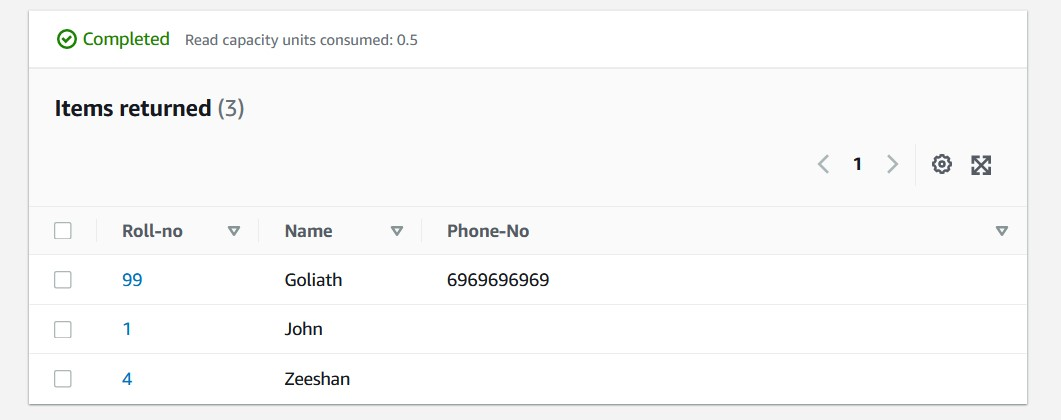 Completed Read capacity units consumed: 0.5
Items returned (3)
1
Roll-no Name Phone-No
99 Goliath 6969696969
1 John
4 Zeeshan